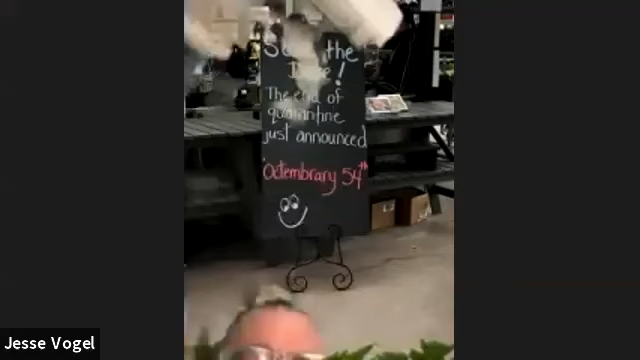 the
!
The end of
quarantine
just announced
Octembrary 54th
Jesse Vogel